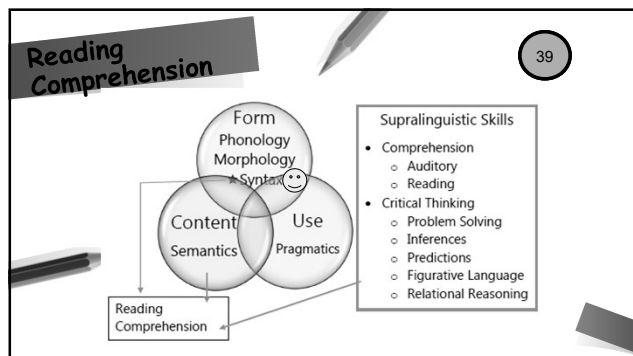 Reading
Comprehension
39
Form
Phonology
Morphology
★Syntax
Content
Semantics
Use
Pragmatics
Reading
Comprehension
Supralinguistic Skills
• Comprehension
o Auditory
o Reading
• Critical Thinking
o Problem Solving
o Inferences
o Predictions
o Figurative Language
o Relational Reasoning